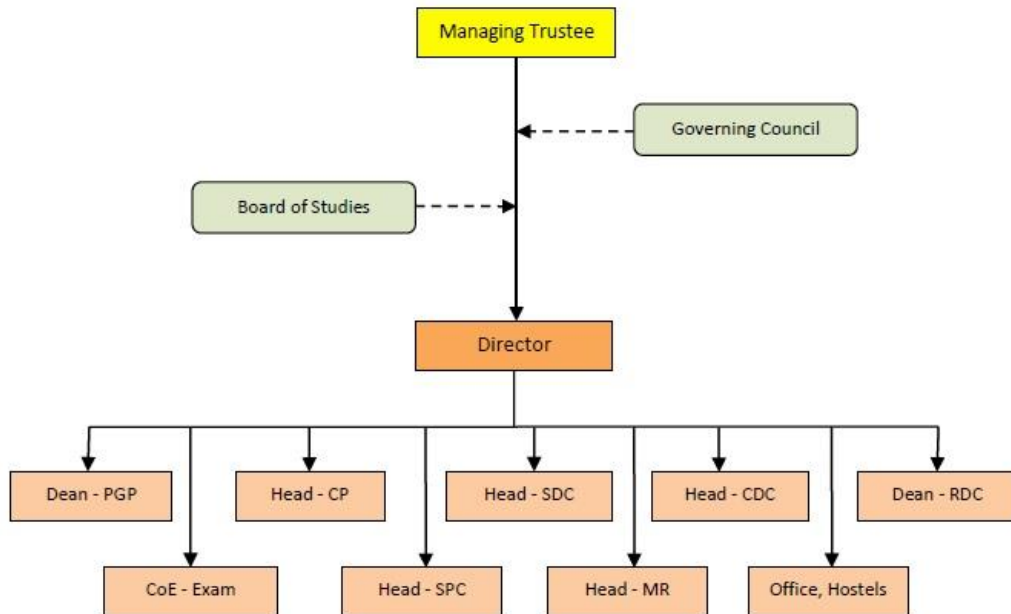 Managing Trustee
Governing Council
Board of Studies
Director
Dean - PGP
Head - CP
Head - SDC
Head - CDC
Dean - RDC
CoE - Exam
Head - SPC
Head - MR
Office, Hostels